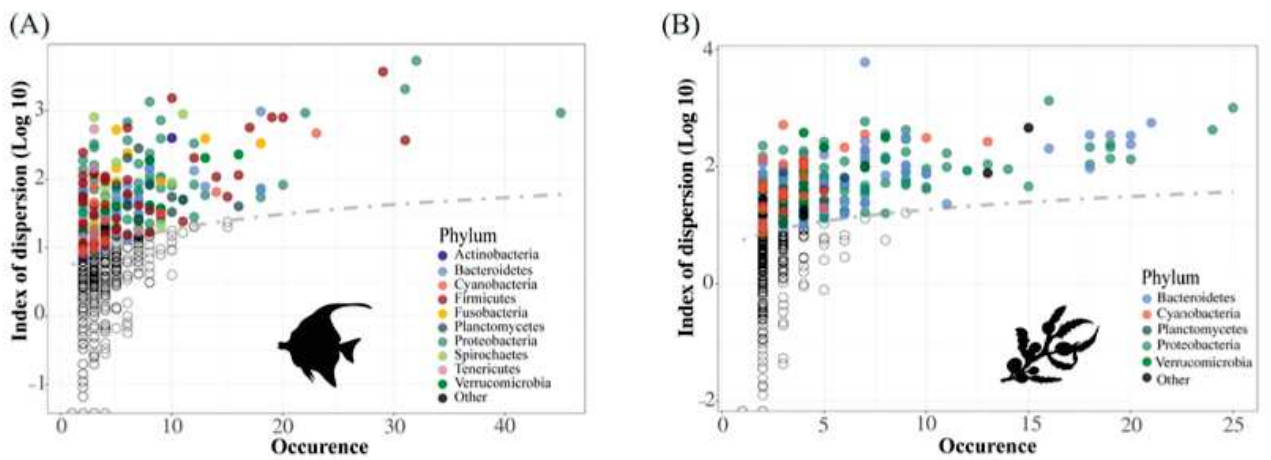 (A)
Index of dispersion (Log 10)
3
2
1
0
-1
0 10 20 30 40
Occurence
Phylum
Actinobacteria
Bacteroidetes
Cyanobacteria
Firmicutes
Fusobacteria
Planctomycetes
Proteobacteria
Spirochaetes
Tenericutes
Verrucomicrobia
Other
(B)
Index of dispersion (Log 10)
4
2
0
-2
0 5 10 15 20 25
Occurence
Phylum
Bacteroidetes
Cyanobacteria
Planctomycetes
Proteobacteria
Verrucomicrobia
Other